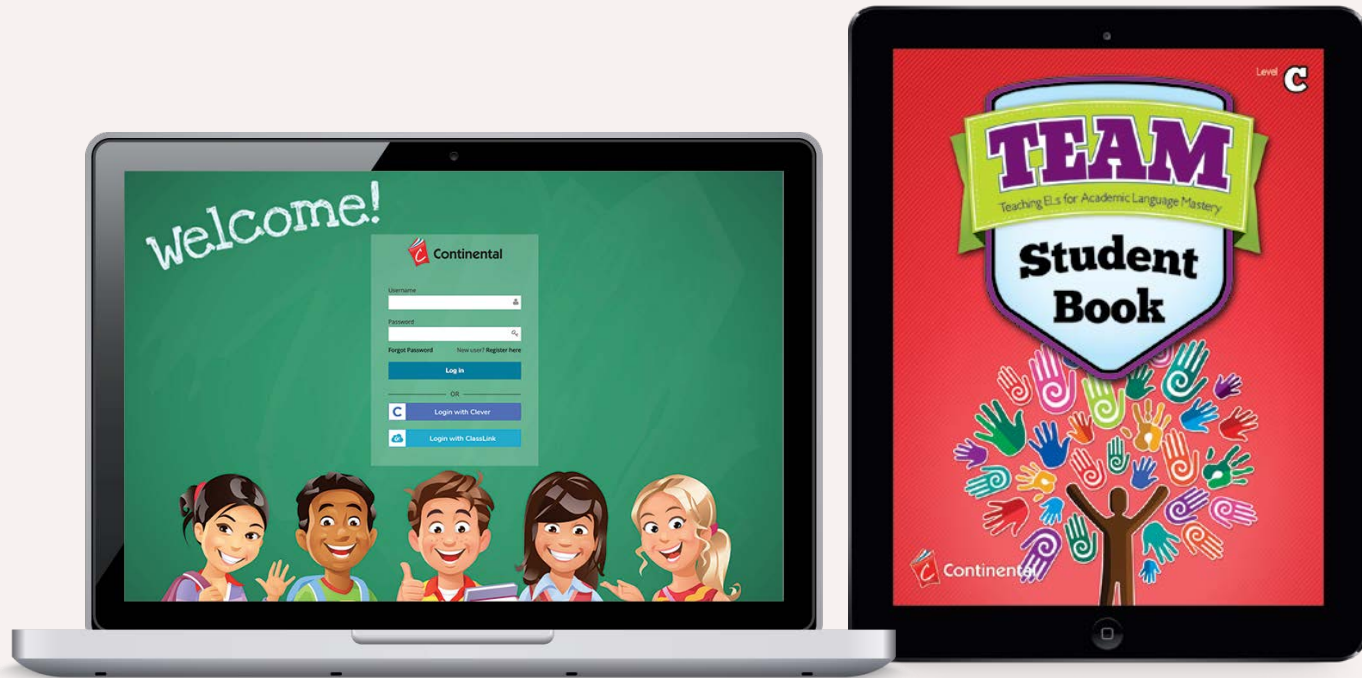 welcome!
Continental
Username
Password
Forgot Password New user? Register here
Log in
OR
C Login with Clever
Login with ClassLink
Level C
TEAM
Teaching ELs for Academic Language Mastery
Student
Book
Continental